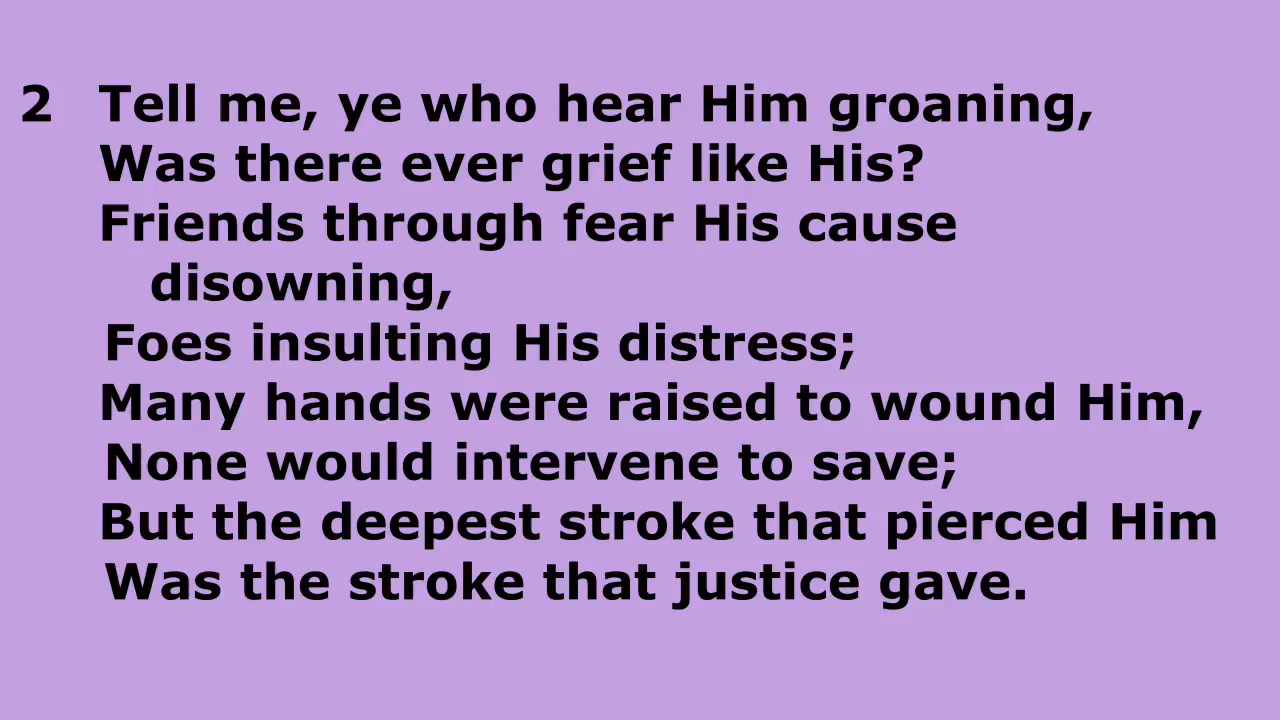 2 Tell me, ye who hear Him groaning,
Was there ever grief like His?
Friends through fear His cause
disowning,
Foes insulting His distress;
Many hands were raised to wound Him,
None would intervene to save;
But the deepest stroke that pierced Him
Was the stroke that justice gave.